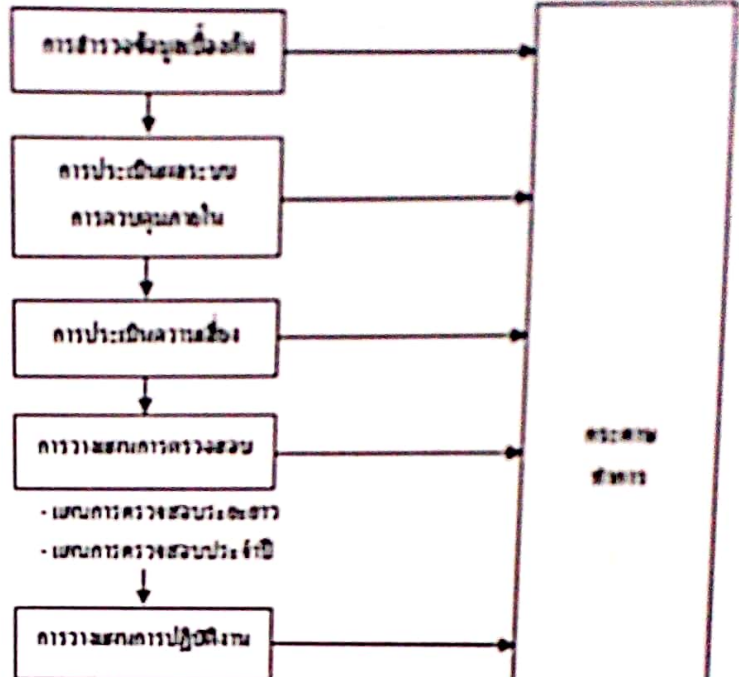 การสำรวจข้อมูลเบื้องต้น
การประเมินผลระบบ
การควบคุมภายใน
การประเมินความเสี่ยง
การวางแผนการตรวจสอบ
- แผนการตรวจสอบระยะยาว
- แผนการตรวจสอบประจำปี
การวางแผนการปฏิบัติงาน
กระดาษ
ทำการ